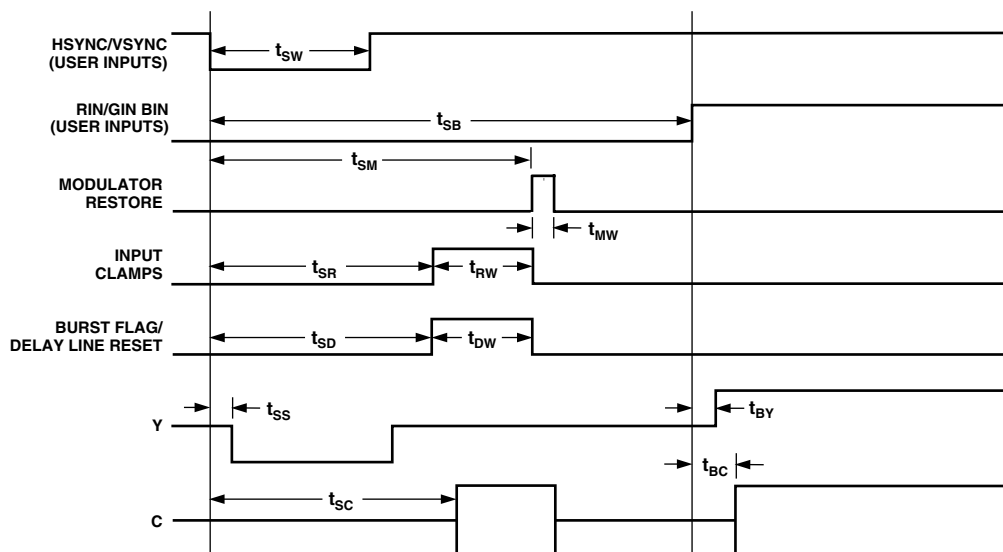 HSYNC/VSYNC
(USER INPUTS)
tSW
RIN/GIN BIN
(USER INPUTS)
tSB
tSM
MODULATOR
RESTORE
tMW
INPUT
CLAMPS
tSR
tRW
BURST FLAG/
DELAY LINE RESET
tSD
tDW
tSS
Y
tBY
tBC
tSC
C